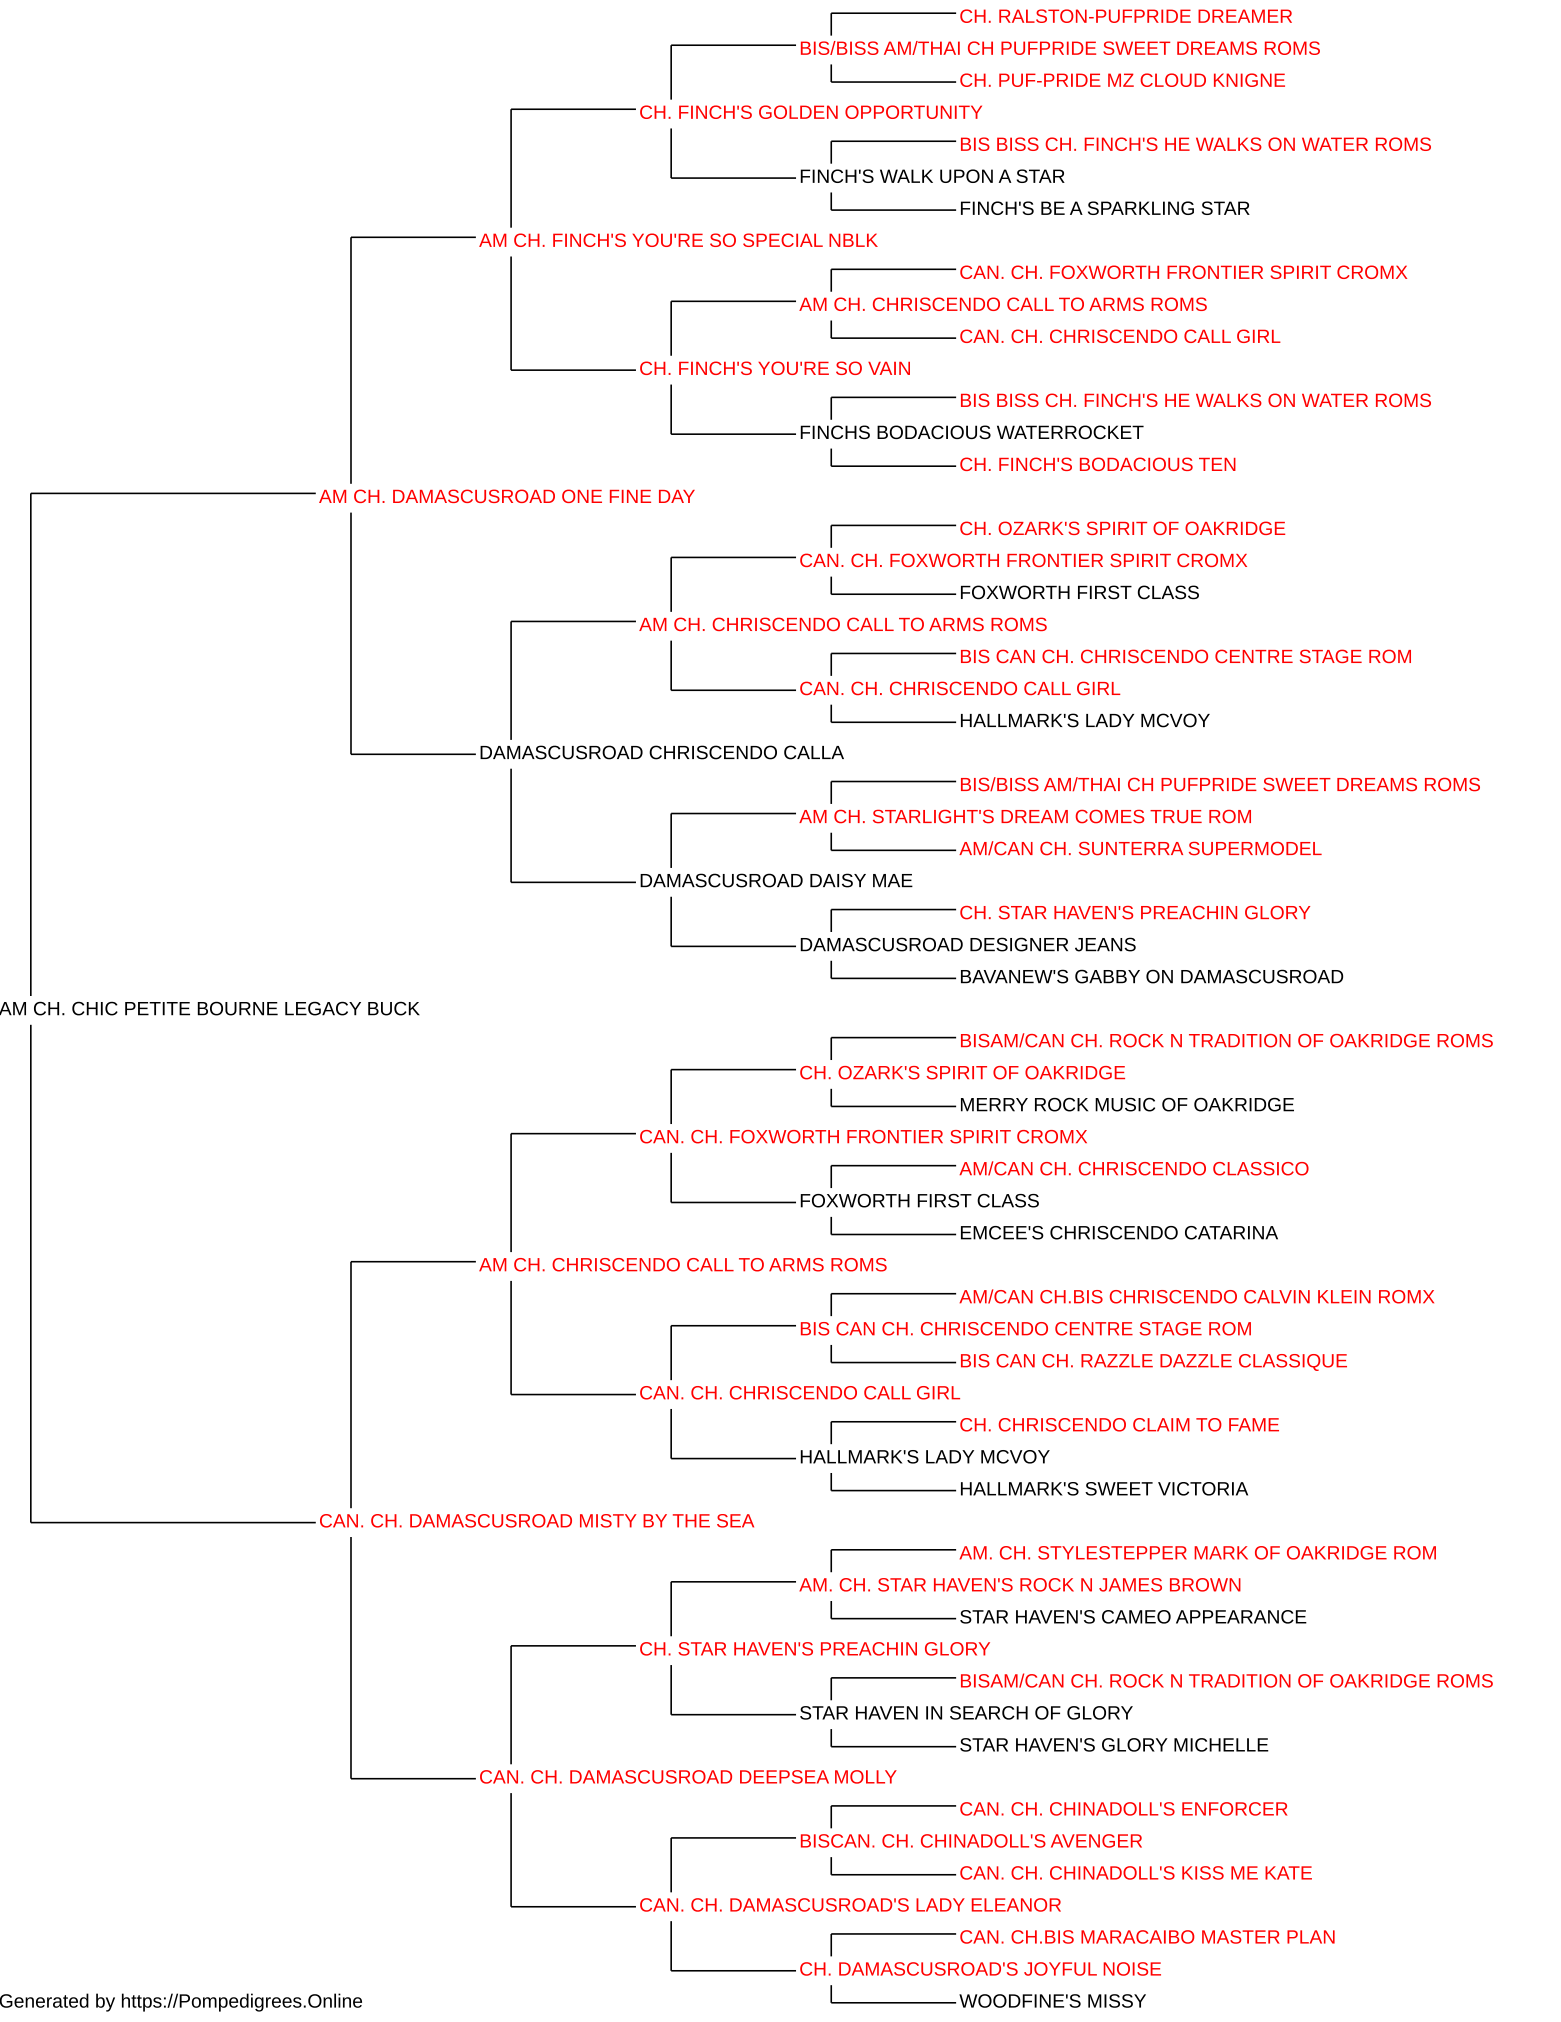 CH. RALSTON-PUFPRIDE DREAMER
BIS/BISS AM/THAI CH PUFPRIDE SWEET DREAMS ROMS
CH. PUF-PRIDE MZ CLOUD KNIGNE
CH. FINCH'S GOLDEN OPPORTUNITY
BIS BISS CH. FINCH'S HE WALKS ON WATER ROMS
FINCH'S WALK UPON A STAR
FINCH'S BE A SPARKLING STAR
AM CH. FINCH'S YOU'RE SO SPECIAL NBLK
CAN. CH. FOXWORTH FRONTIER SPIRIT CROMX
AM CH. CHRISCENDO CALL TO ARMS ROMS
CAN. CH. CHRISCENDO CALL GIRL
CH. FINCH'S YOU'RE SO VAIN
BIS BISS CH. FINCH'S HE WALKS ON WATER ROMS
FINCHS BODACIOUS WATERROCKET
CH. FINCH'S BODACIOUS TEN
AM CH. DAMASCUSROAD ONE FINE DAY
CH. OZARK'S SPIRIT OF OAKRIDGE
CAN. CH. FOXWORTH FRONTIER SPIRIT CROMX
FOXWORTH FIRST CLASS
AM CH. CHRISCENDO CALL TO ARMS ROMS
BIS CAN CH. CHRISCENDO CENTRE STAGE ROM
CAN. CH. CHRISCENDO CALL GIRL
HALLMARK'S LADY MCVOY
DAMASCUSROAD CHRISCENDO CALLA
BIS/BISS AM/THAI CH PUFPRIDE SWEET DREAMS ROMS
AM CH. STARLIGHT'S DREAM COMES TRUE ROM
AM/CAN CH. SUNTERRA SUPERMODEL
DAMASCUSROAD DAISY MAE
CH. STAR HAVEN'S PREACHIN GLORY
DAMASCUSROAD DESIGNER JEANS
BAVANEW'S GABBY ON DAMASCUSROAD
AM CH. CHIC PETITE BOURNE LEGACY BUCK
BISAM/CAN CH. ROCK N TRADITION OF OAKRIDGE ROMS
CH. OZARK'S SPIRIT OF OAKRIDGE
MERRY ROCK MUSIC OF OAKRIDGE
CAN. CH. FOXWORTH FRONTIER SPIRIT CROMX
AM/CAN CH. CHRISCENDO CLASSICO
FOXWORTH FIRST CLASS
EMCEE'S CHRISCENDO CATARINA
AM CH. CHRISCENDO CALL TO ARMS ROMS
AM/CAN CH.BIS CHRISCENDO CALVIN KLEIN ROMX
BIS CAN CH. CHRISCENDO CENTRE STAGE ROM
BIS CAN CH. RAZZLE DAZZLE CLASSIQUE
CAN. CH. CHRISCENDO CALL GIRL
CH. CHRISCENDO CLAIM TO FAME
HALLMARK'S LADY MCVOY
HALLMARK'S SWEET VICTORIA
CAN. CH. DAMASCUSROAD MISTY BY THE SEA
AM. CH. STYLESTEPPER MARK OF OAKRIDGE ROM
AM. CH. STAR HAVEN'S ROCK N JAMES BROWN
STAR HAVEN'S CAMEO APPEARANCE
CH. STAR HAVEN'S PREACHIN GLORY
BISAM/CAN CH. ROCK N TRADITION OF OAKRIDGE ROMS
STAR HAVEN IN SEARCH OF GLORY
STAR HAVEN'S GLORY MICHELLE
CAN. CH. DAMASCUSROAD DEEPSEA MOLLY
CAN. CH. CHINADOLL'S ENFORCER
BISCAN. CH. CHINADOLL'S AVENGER
CAN. CH. CHINADOLL'S KISS ME KATE
CAN. CH. DAMASCUSROAD'S LADY ELEANOR
CAN. CH.BIS MARACAIBO MASTER PLAN
CH. DAMASCUSROAD'S JOYFUL NOISE
WOODFINE'S MISSY
Generated by https://Pompedigrees.Online